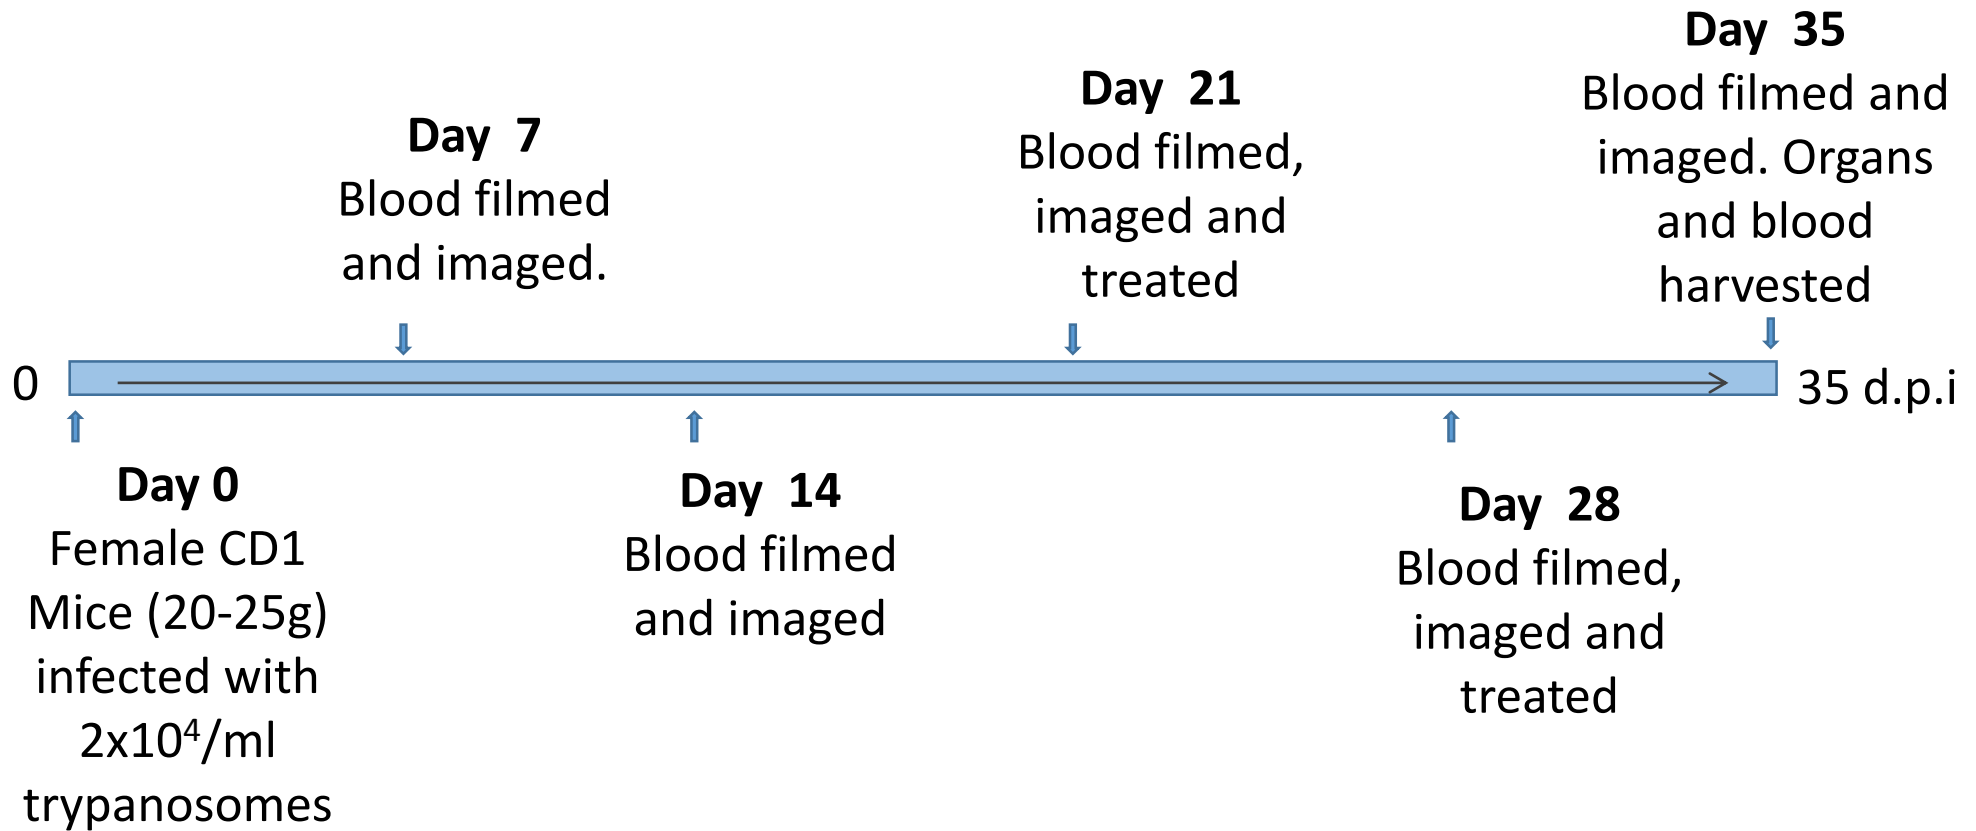 Day 35
Blood filmed and
imaged. Organs
and blood
harvested
Day 21
Blood filmed,
imaged and
treated
Day 7
Blood filmed
and imaged.
0
35 d.p.i
Day 0
Female CD1
Mice (20-25g)
infected with
2x10⁴/ml
trypanosomes
Day 14
Blood filmed
and imaged
Day 28
Blood filmed,
imaged and
treated